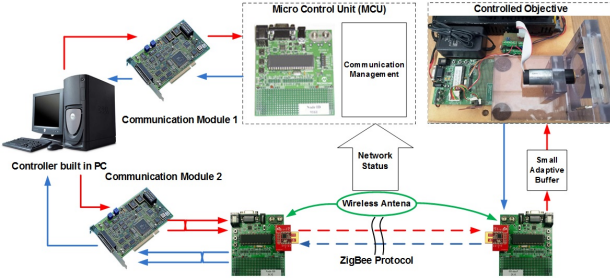 Micro Control Unit (MCU)
Controlled Objective
Communication
Management
Communication Module 1
Controller built in PC
Network
Status
Small
Adaptive
Buffer
Communication Module 2
Wireless Antena
ZigBee Protocol